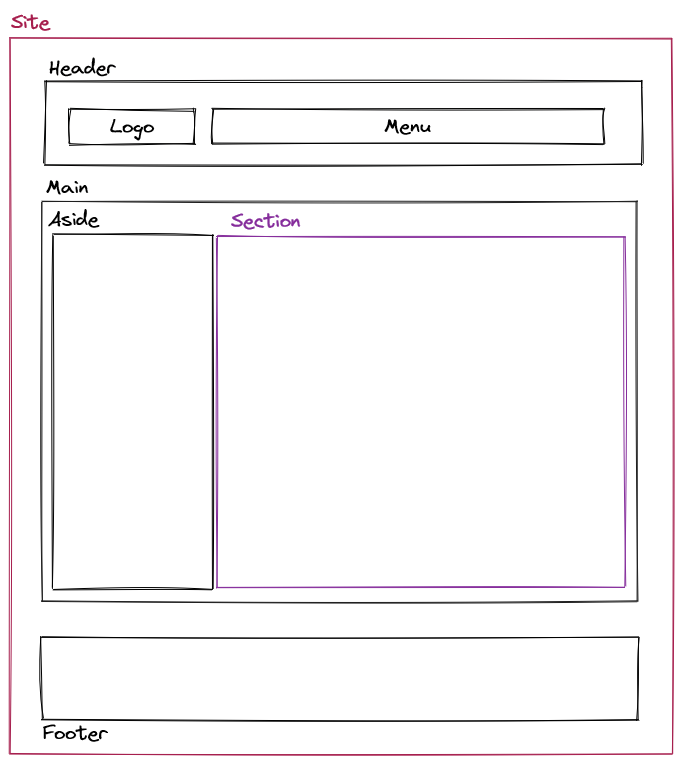 Site
Header
Logo
Menu
Main
Aside
Section
Footer